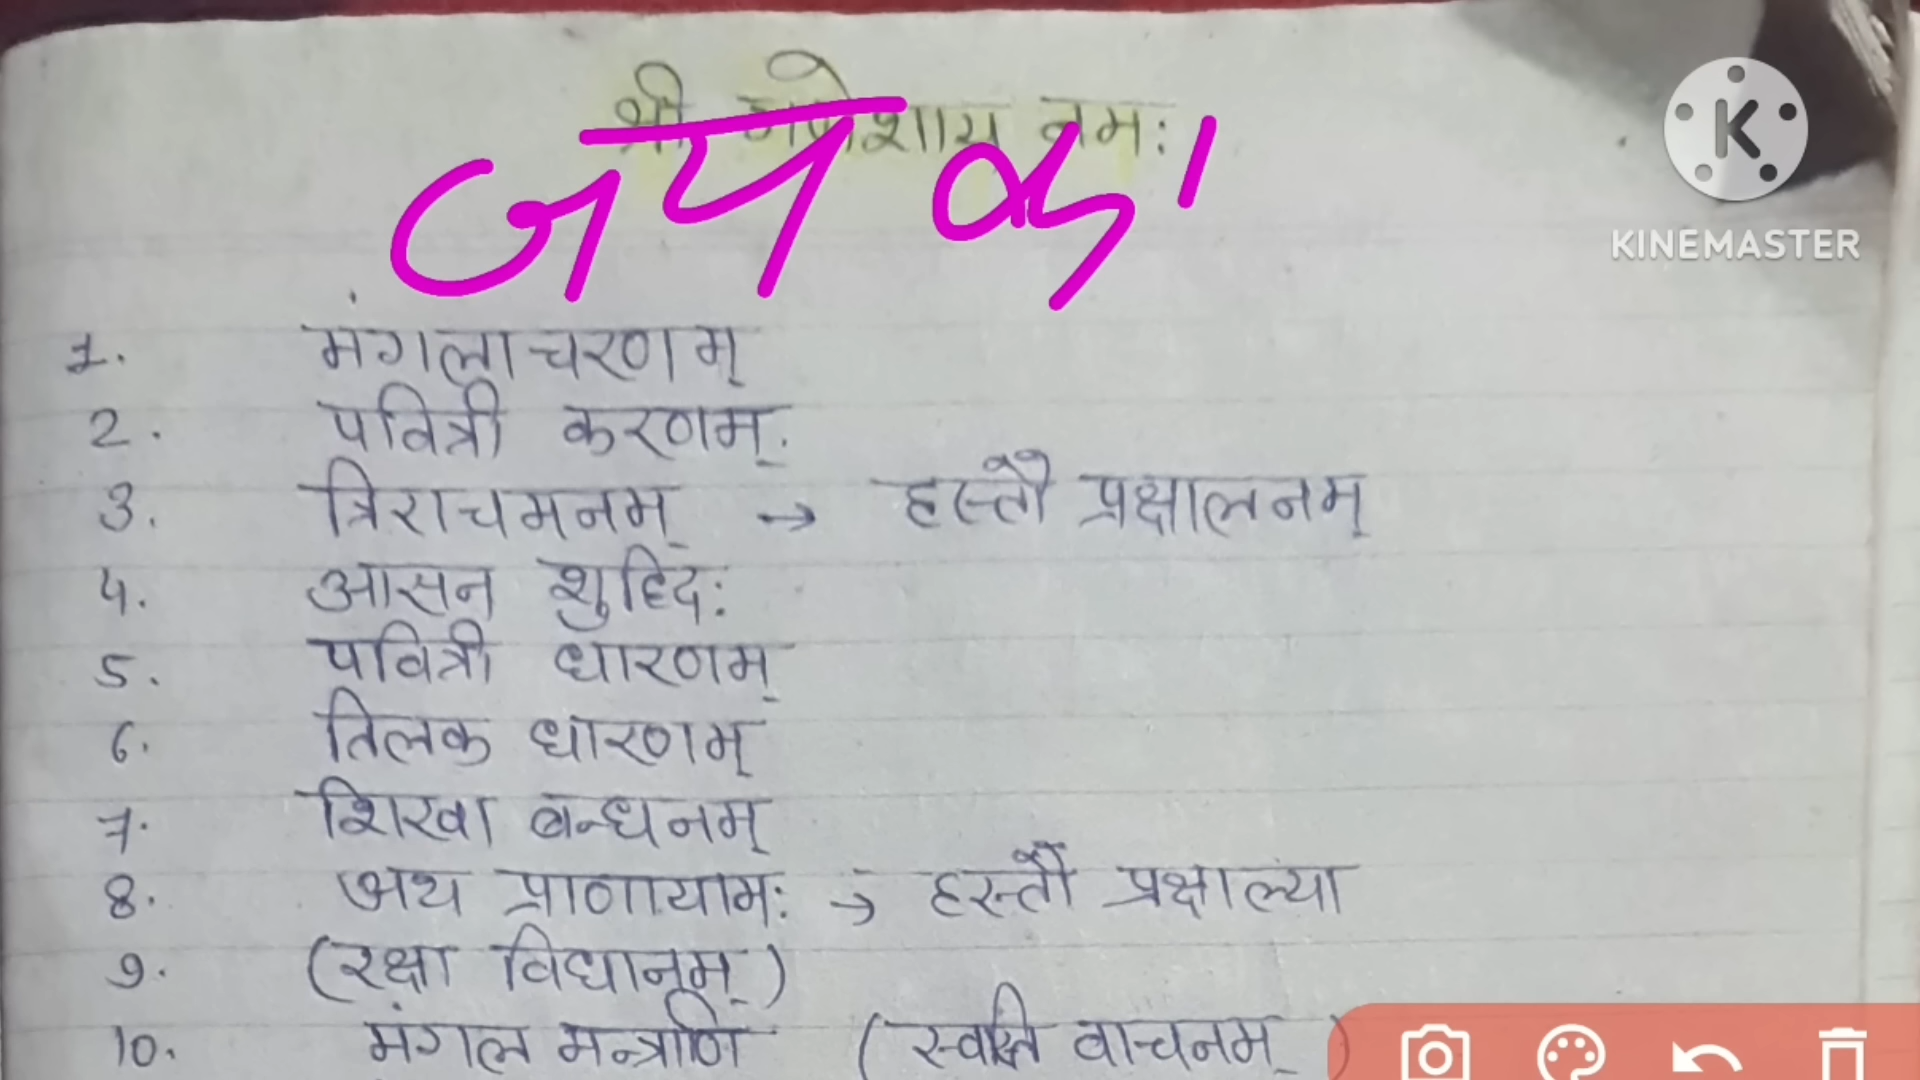 श्री गणेशाय नमः
जय
KINEMASTER
1. मंगलाचरणम्
2. पवित्री करणम्.
3. त्रिराचमनम् → हस्तौ प्रक्षालनम्
4. आसन शुद्धिः
5. पवित्री धारणम्
6. तिलक धारणम्
7. शिखा बन्धनम्
8. अथ प्राणायामः → हस्तौ प्रक्षाल्या
9. (रक्षा विधानम्)
10. मंगल मन्त्राणि (स्वस्ति वाचनम्)